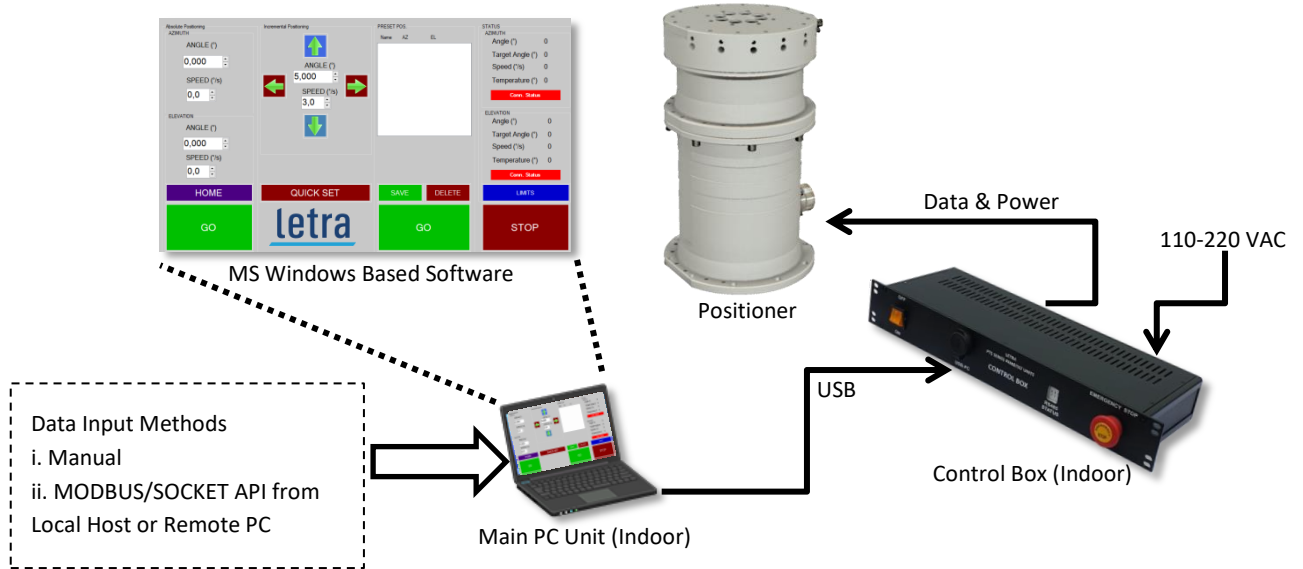 Absolute Positioning
AZIMUTH
ANGLE (°)
0,000
SPEED (°/s)
0,0
ELEVATION
ANGLE (°)
0,000
SPEED (°/s)
0,0
HOME
GO
Incremental Positioning
ANGLE (°)
5,000
SPEED (°/s)
3,0
QUICK SET
letra
PRESET POS.
Name AZ EL
SAVE DELETE
GO
STATUS
AZIMUTH
Angle (°) 0
Target Angle (°) 0
Speed (°/s) 0
Temperature (°) 0
Conn. Status
ELEVATION
Angle (°) 0
Target Angle (°) 0
Speed (°/s) 0
Temperature (°) 0
Conn. Status
LIMITS
STOP
MS Windows Based Software
Positioner
Data & Power
110-220 VAC
OFF
ON
LETRA
CONTROL BOX
EMERGENCY STOP
Control Box (Indoor)
USB
Data Input Methods
i. Manual
ii. MODBUS/SOCKET API from
Local Host or Remote PC
Main PC Unit (Indoor)